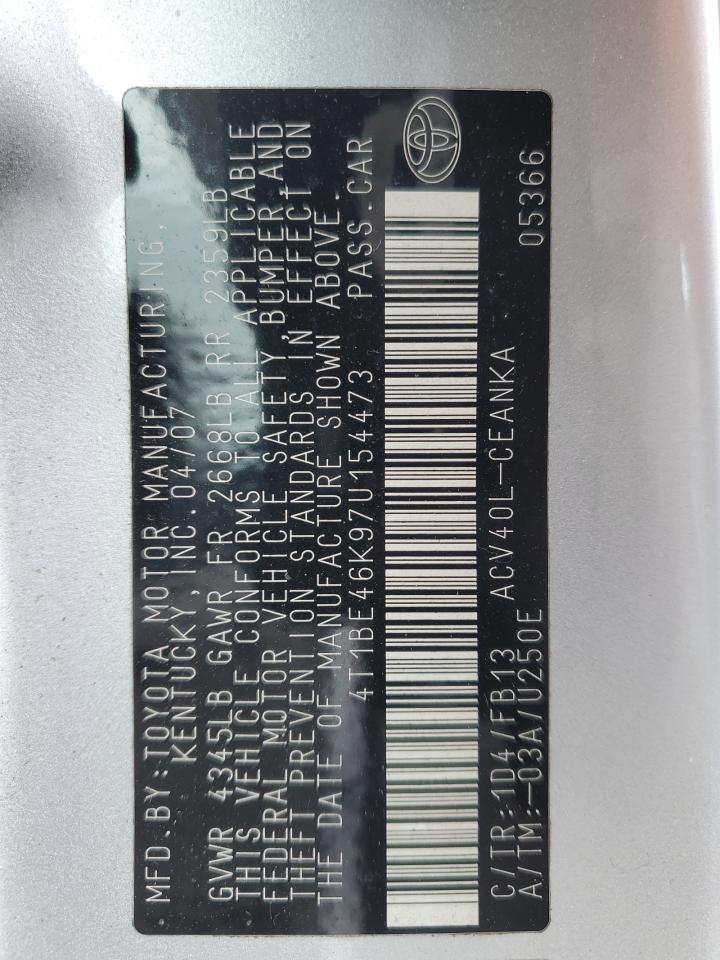 MFD.BY:TOYOTA MOTOR MANUFACTURING,
KENTUCKY, INC.04/07
GVWR 4345LB GAWR FR 2668LB RR 2359LB
THIS VEHICLE CONFORMS TO ALL APPLICABLE
FEDERAL MOTOR VEHICLE SAFETY,BUMPER,AND
THEFT PREVENTION STANDARDS IN EFFECT ON
THE DATE OF MANUFACTURE SHOWN ABOVE.
4T1BE46K97U154473 PASS.CAR
C/TR:1D4/FB13 ACV40L-CEANKA
A/TM:-03A/U250E 05366